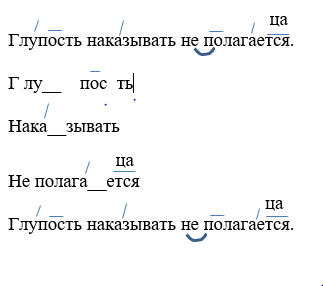 ца
Глупость наказывать не полагается.
Г лу__ пос ть
Нака__зывать
ца
Не полага__ется
ца
Глупость наказывать не полагается.